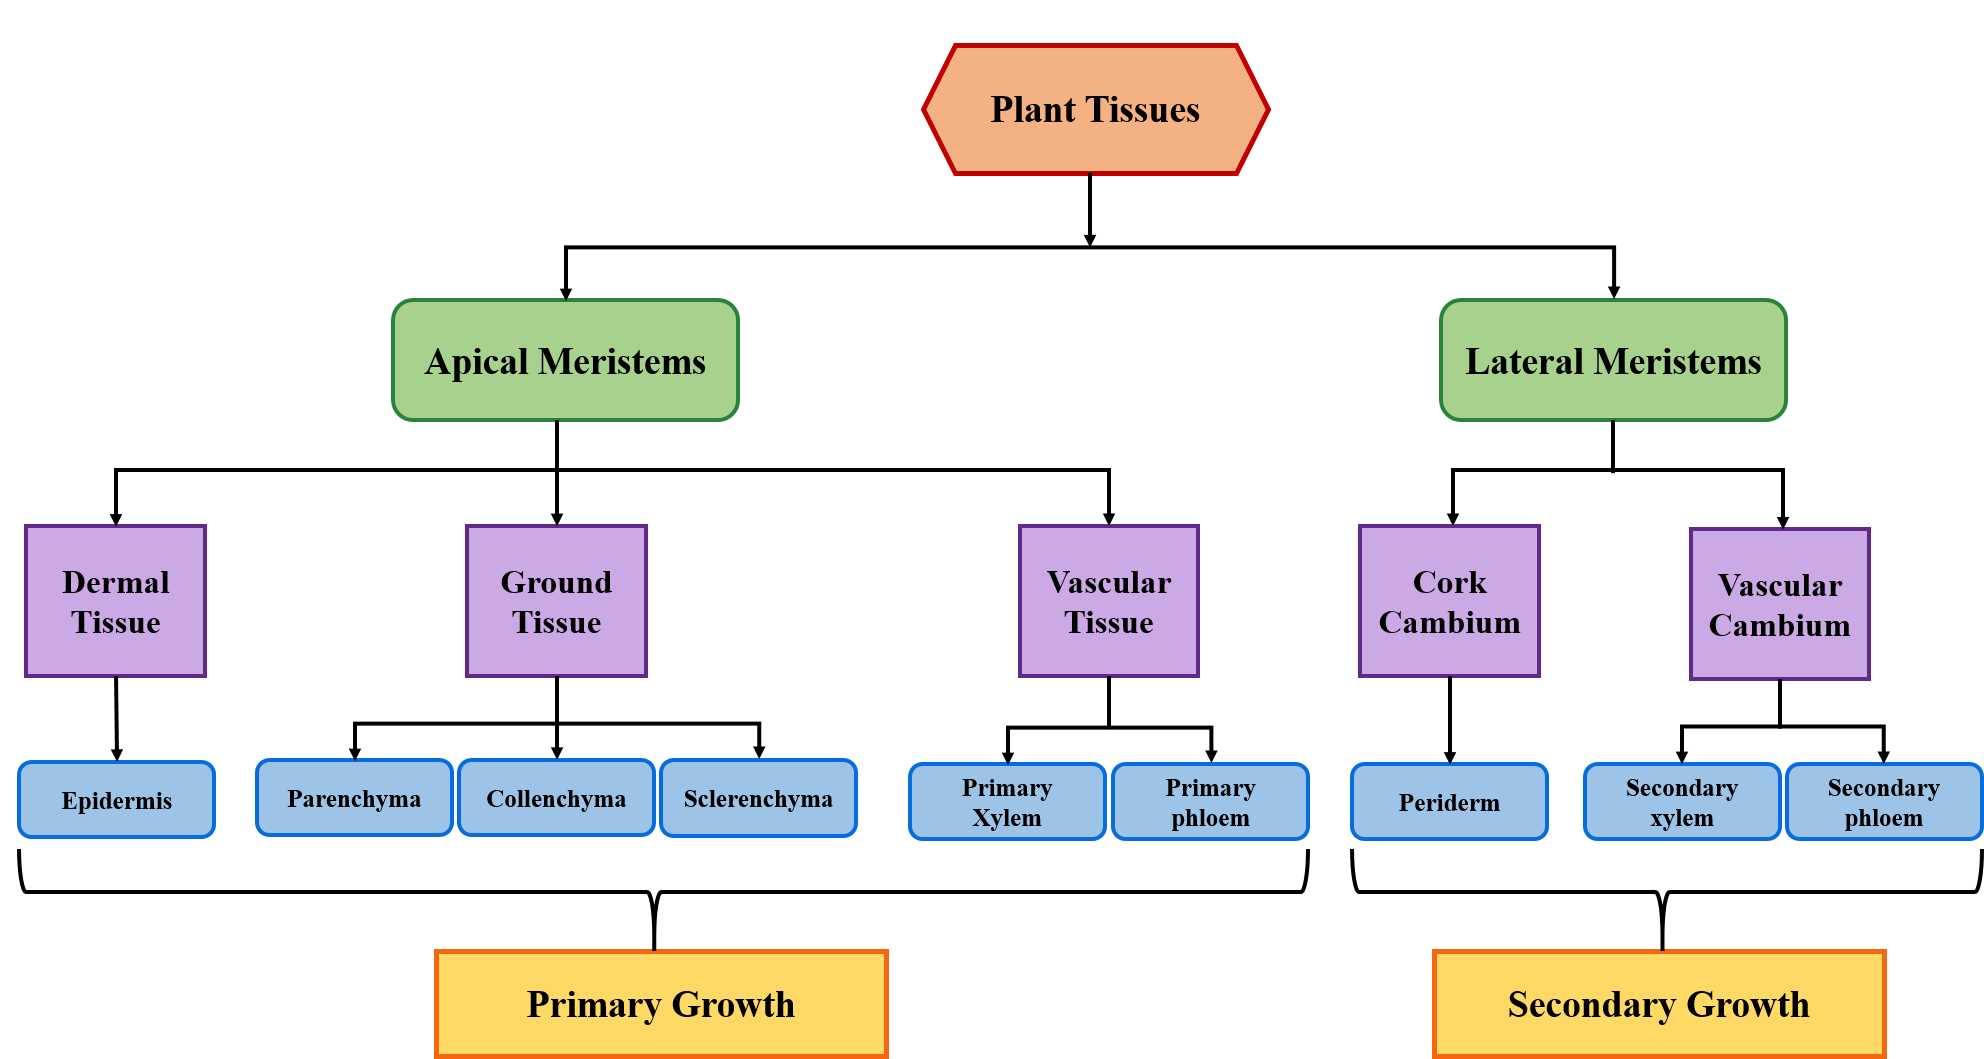 Plant Tissues
Apical Meristems
Lateral Meristems
Dermal
Tissue
Ground
Tissue
Vascular
Tissue
Cork
Cambium
Vascular
Cambium
Epidermis
Parenchyma
Collenchyma
Sclerenchyma
Primary
Xylem
Primary
phloem
Periderm
Secondary
xylem
Secondary
phloem
Primary Growth
Secondary Growth